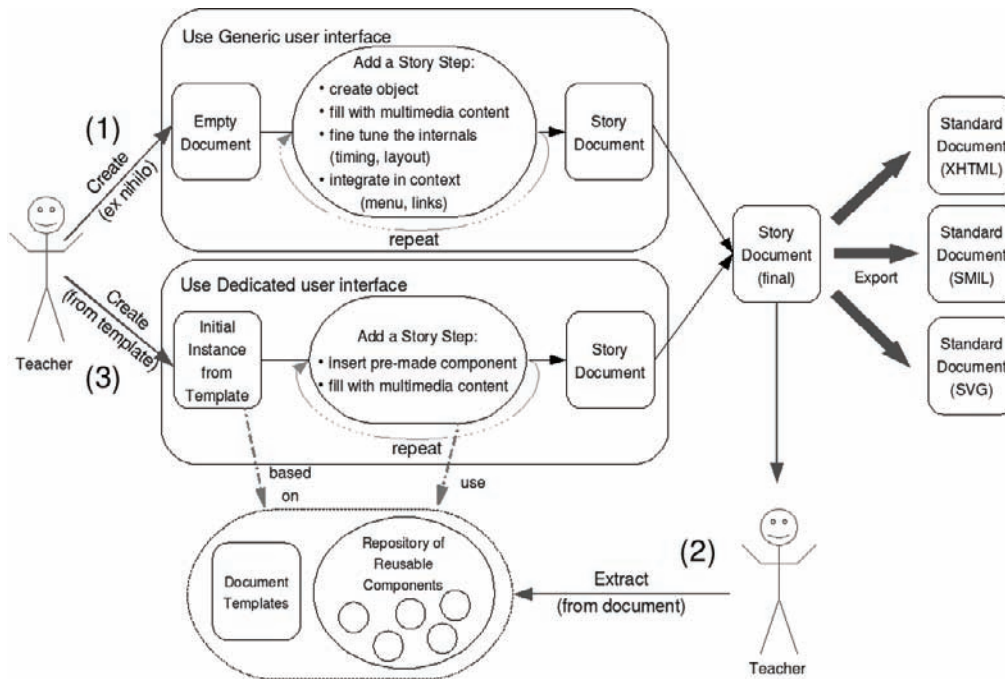 Use Generic user interface
Add a Story Step:
• create object
• fill with multimedia content
• fine tune the internals
(timing, layout)
• integrate in context
(menu, links)
repeat
Empty
Document
Story
Document
(1)
Create
(ex nihilo)
Teacher
Create
(from template)
(3)
Use Dedicated user interface
Initial
Instance
from
Template
Add a Story Step:
• insert pre-made component
• fill with multimedia content
repeat
Story
Document
based
on
use
Document
Templates
Repository of
Reusable
Components
(2)
Extract
(from document)
Teacher
Story
Document
(final)
Export
Standard
Document
(XHTML)
Standard
Document
(SMIL)
Standard
Document
(SVG)